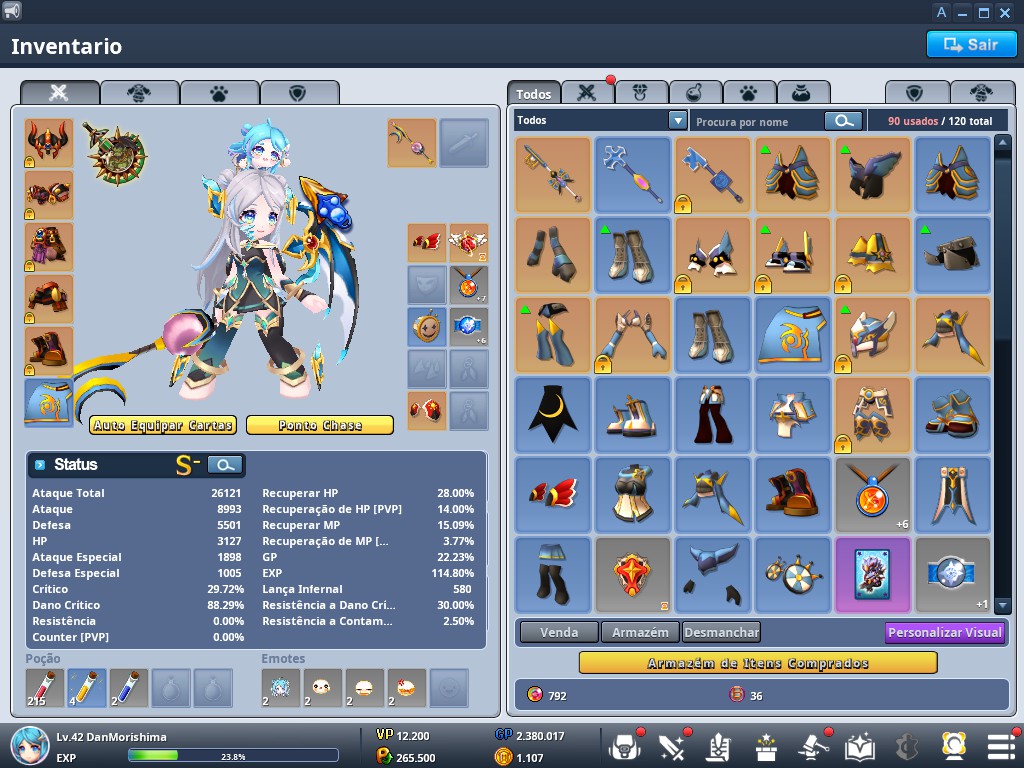 A
Inventario
Sair
Todos
Todos
Procura por nome
90 usados / 120 total
+7
+6
Auto Equipar Cartas
Ponto Chase
Status
S-
Ataque Total 26121
Ataque 8993
Defesa 5501
HP 3127
Ataque Especial 1898
Defesa Especial 1005
Crítico 29.72%
Dano Crítico 88.29%
Resistência 0.00%
Counter [PVP] 0.00%
Recuperar HP 28.00%
Recuperação de HP [PVP] 14.00%
Recuperar MP 15.09%
Recuperação de MP [... 3.77%
GP 22.23%
EXP 114.80%
Lança Infernal 580
Resistência a Dano Crí... 30.00%
Resistência a Contam... 2.50%
Poção
215
4
2
Emotes
2
2
2
2
+6
+1
Venda
Armazém
Desmanchar
Personalizar Visual
Armazém de Itens Comprados
792
36
Lv.42 DanMorishima
EXP
23.8%
VP 12.200
265.500
GP 2.380.017
1.107